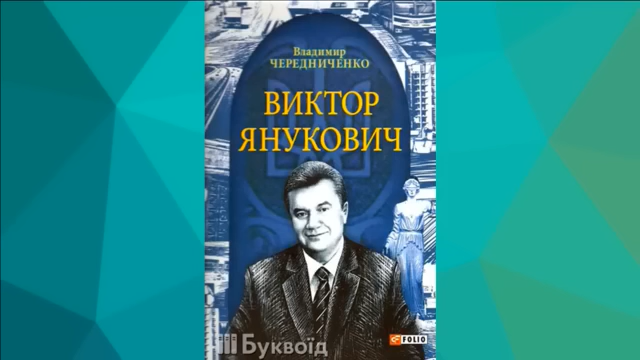 Владимир
ЧЕРЕДНИЧЕНКО
ВИКТОР
ЯНУКОВИЧ
Буквоїд
FOLIO